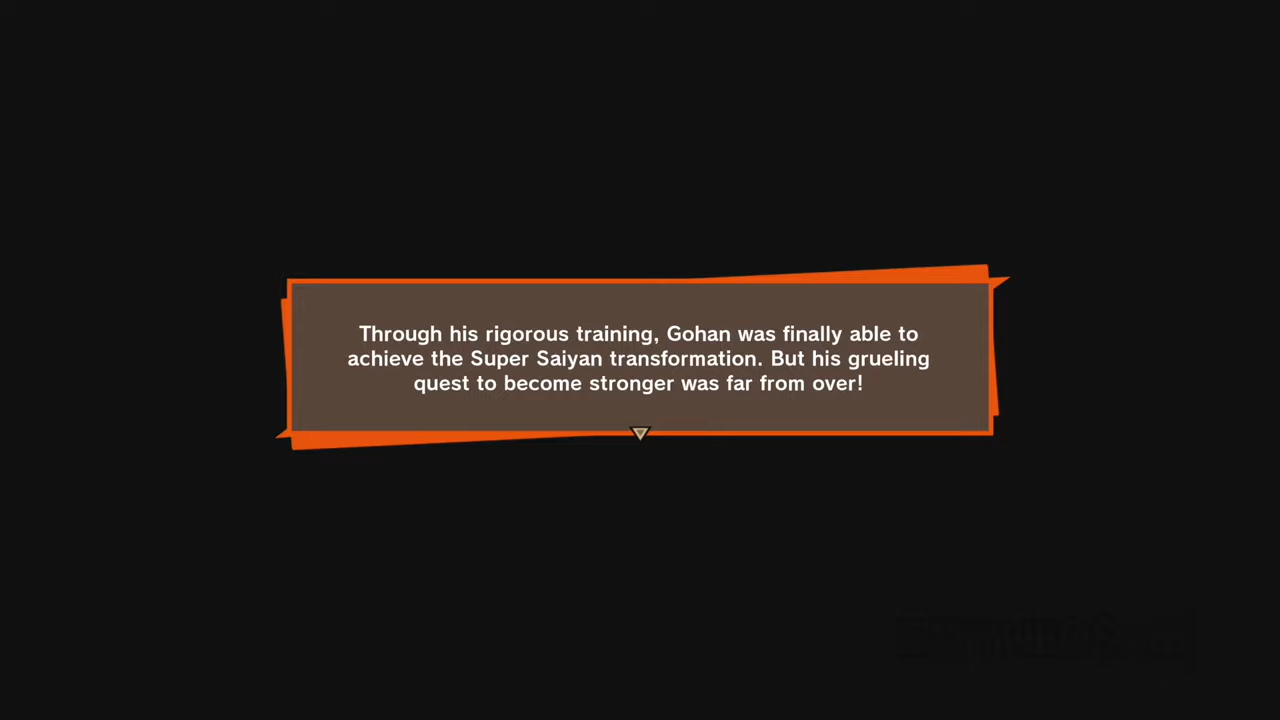 Through his rigorous training, Gohan was finally able to
achieve the Super Saiyan transformation. But his grueling
quest to become stronger was far from over!